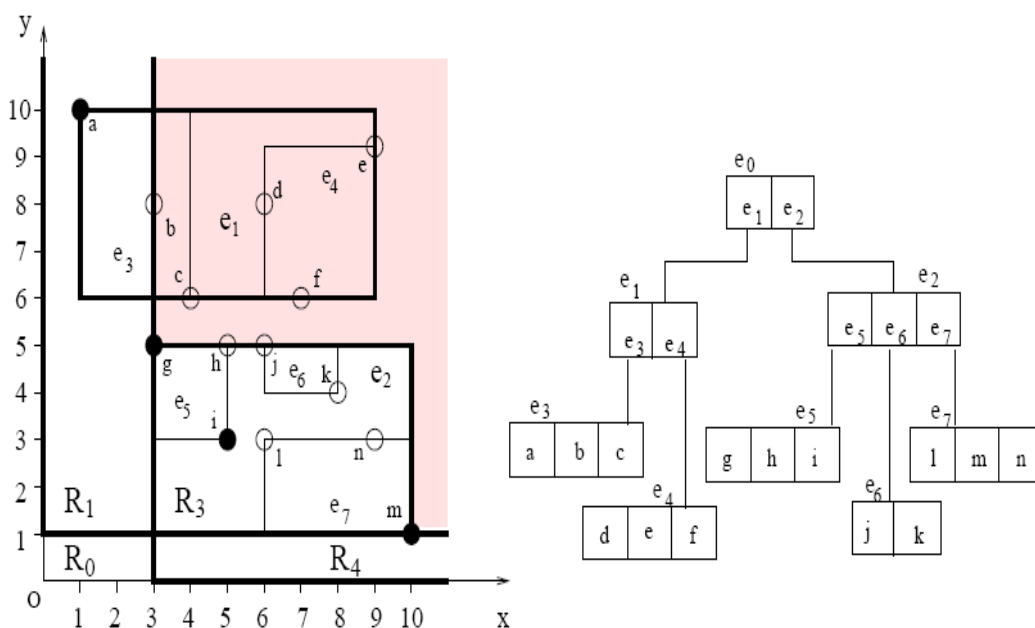 y
10
9
8
7
6
5
4
3
2
1
O
1 2 3 4 5 6 7 8 9 10
x
a
e
e4
d
b
e1
e3
c
f
g
h
j
k
e6
e2
e5
i
l
n
R1
R3
e7
m
R0
R4
e0
e1 e2
e1
e2
e3 e4
e5 e6 e7
e3
a b c
e5
g h i
e7
l m n
e4
d e f
e6
j k